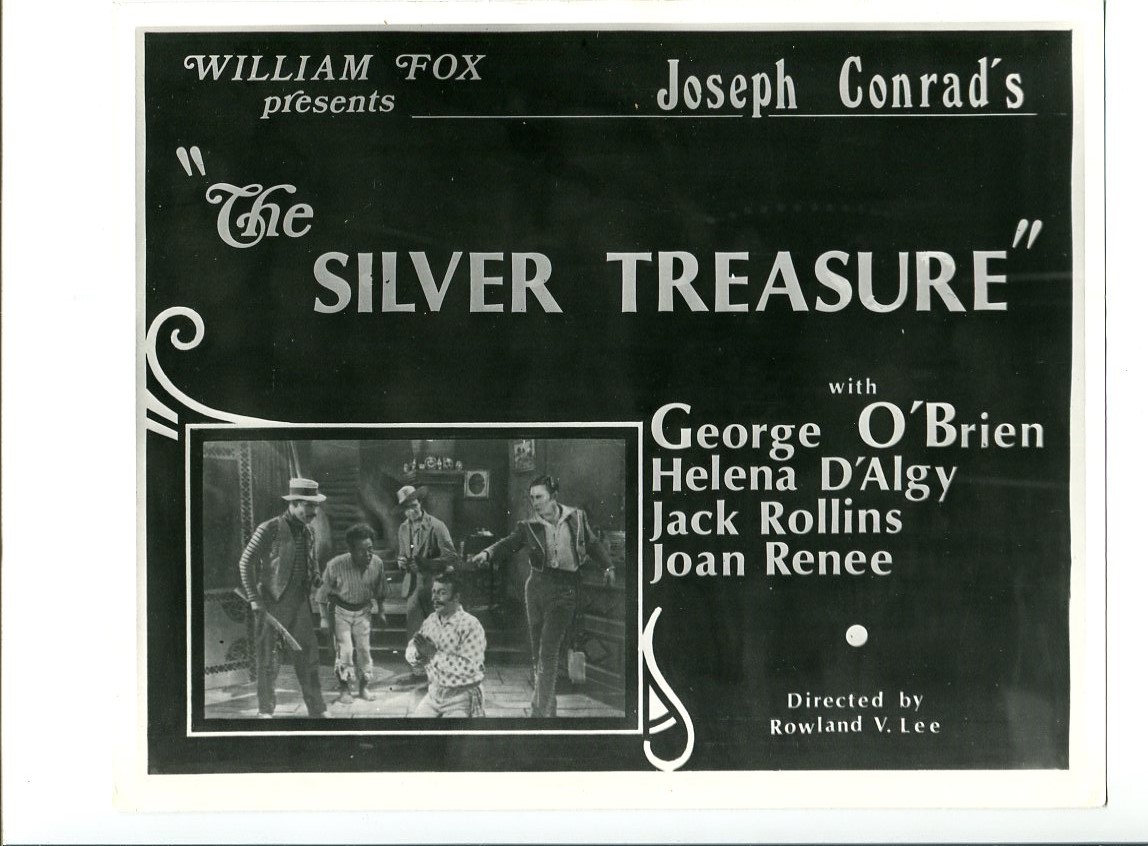 WILLIAM FOX
presents
Joseph Conrad's
"The
SILVER TREASURE"
with
George O'Brien
Helena D'Algy
Jack Rollins
Joan Renee
Directed by
Rowland V. Lee